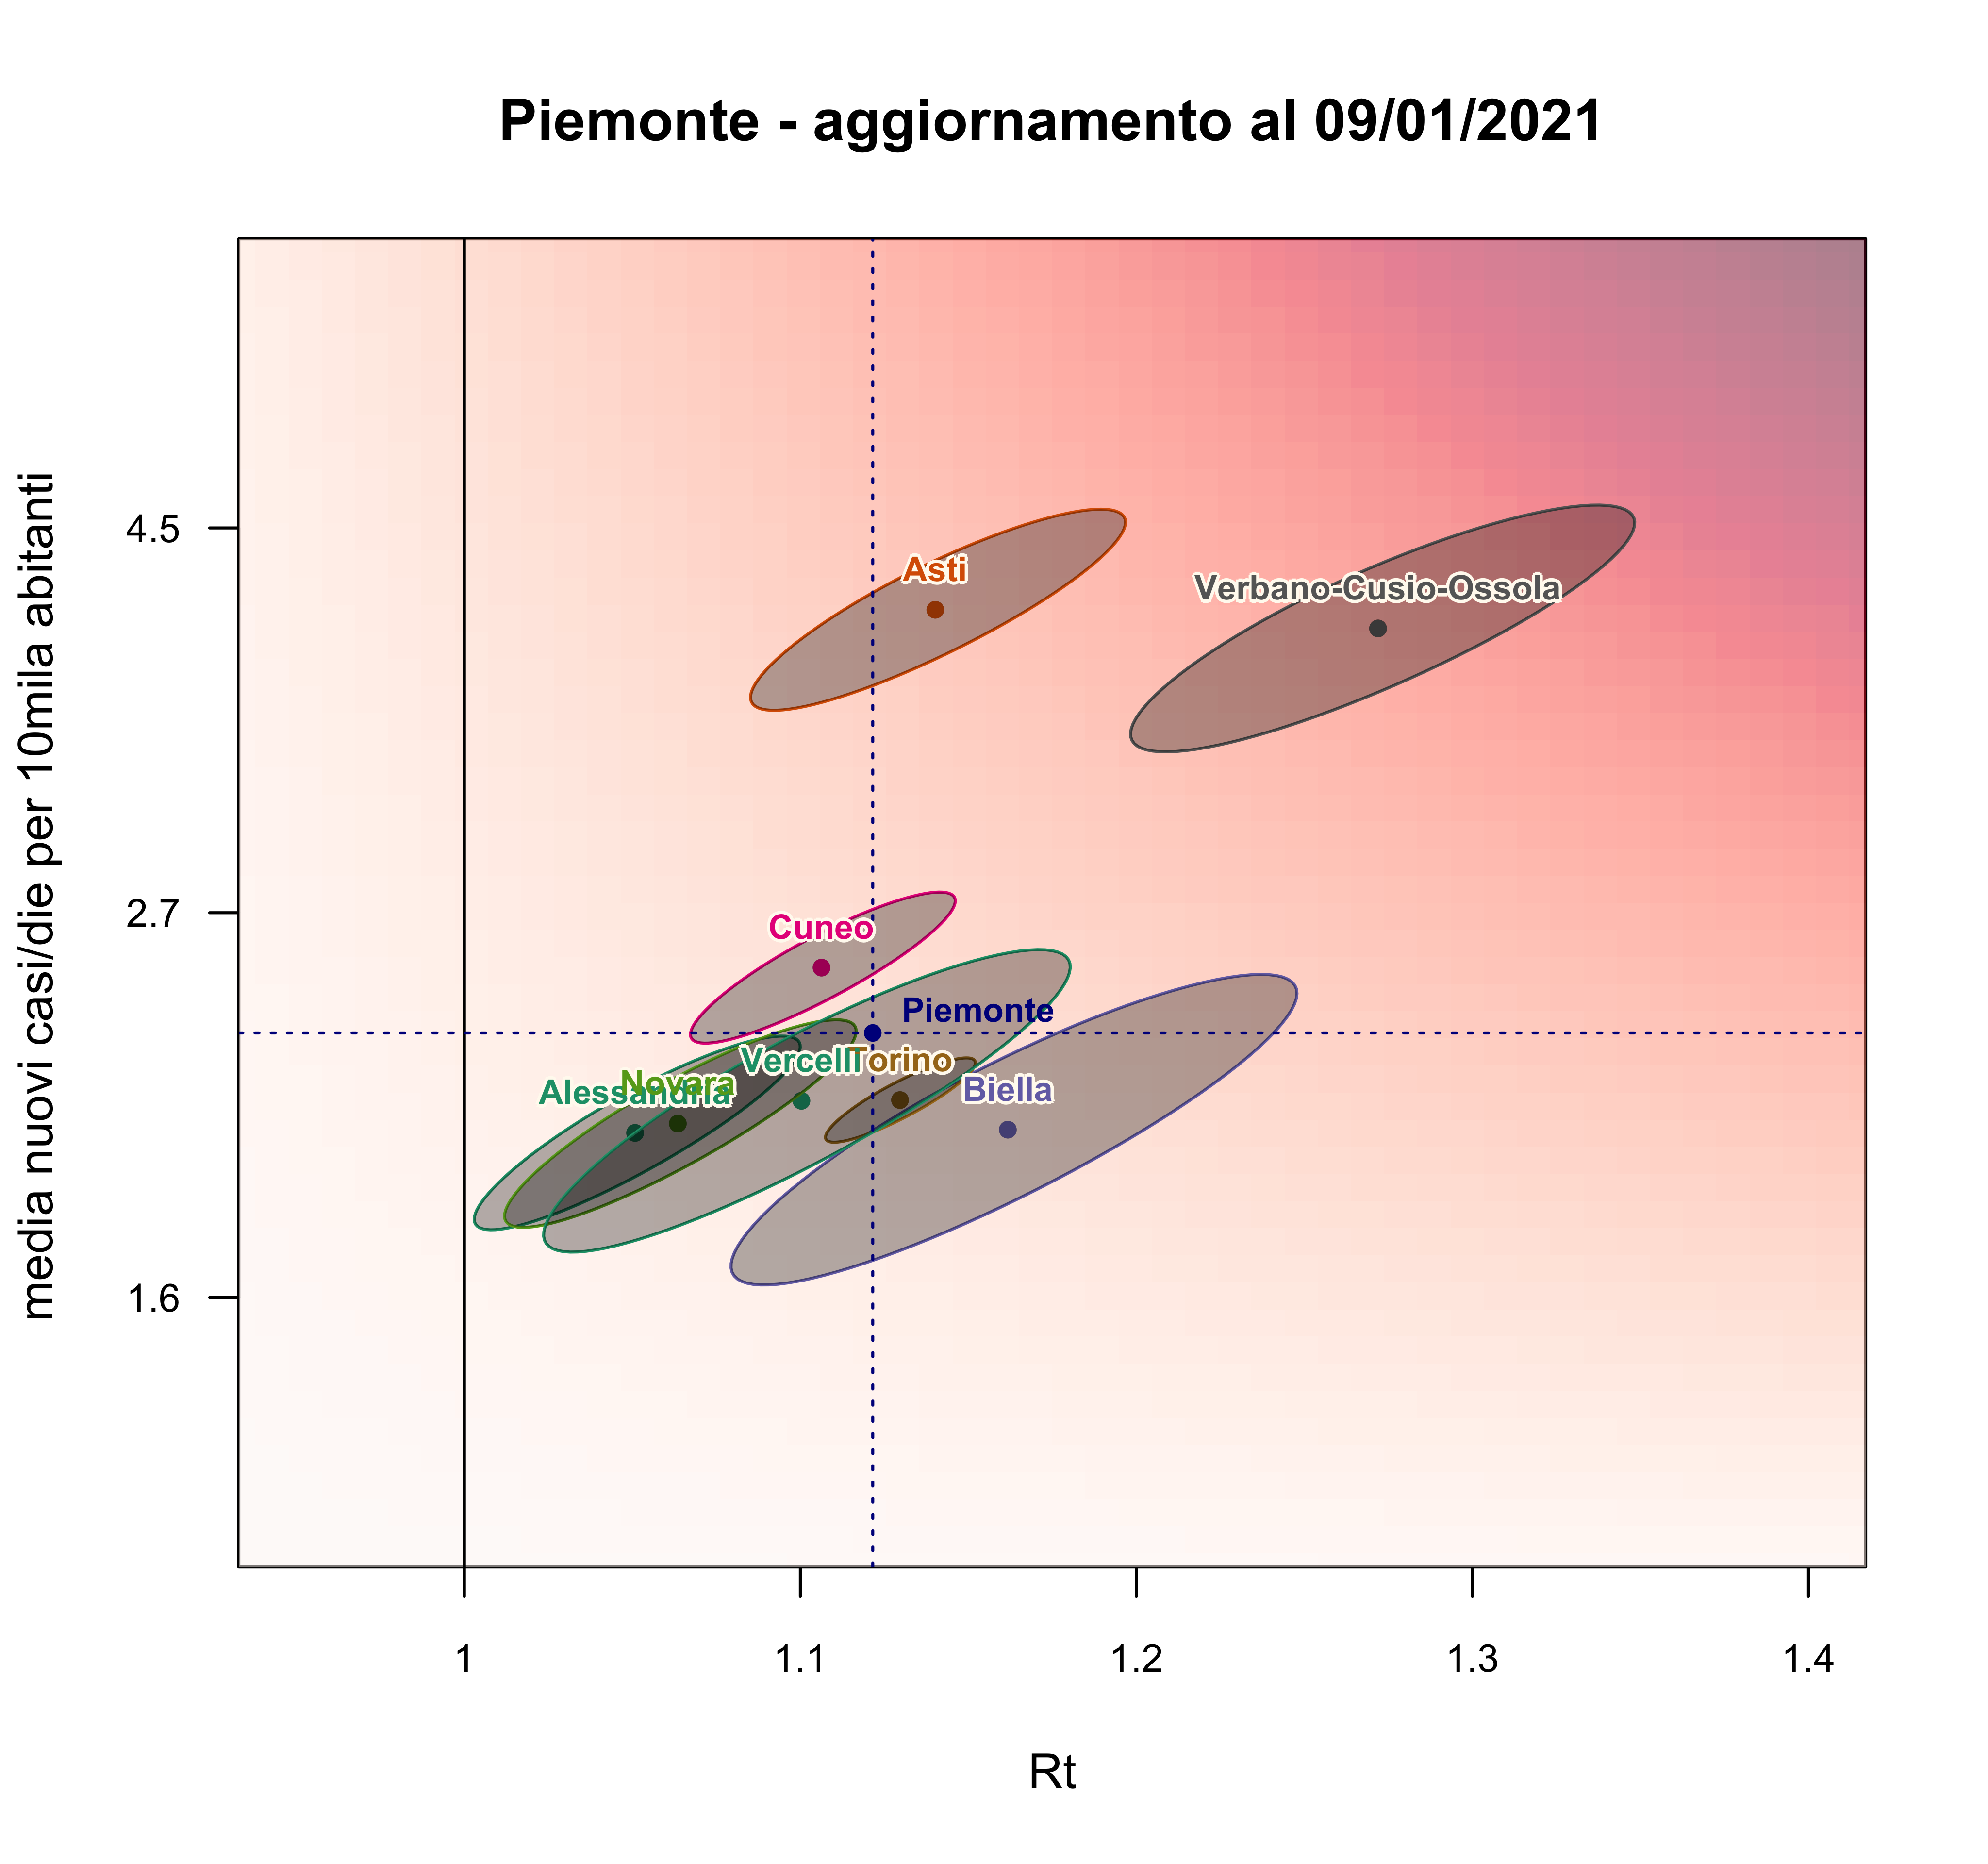 Piemonte - aggiornamento al 09/01/2021
media nuovi casi/die per 10mila abitanti
4.5
2.7
1.6
Asti
Verbano-Cusio-Ossola
Cuneo
Piemonte
Vercelli
Torino
Novara
Alessandria
Biella
1
1.1
1.2
1.3
1.4
Rt